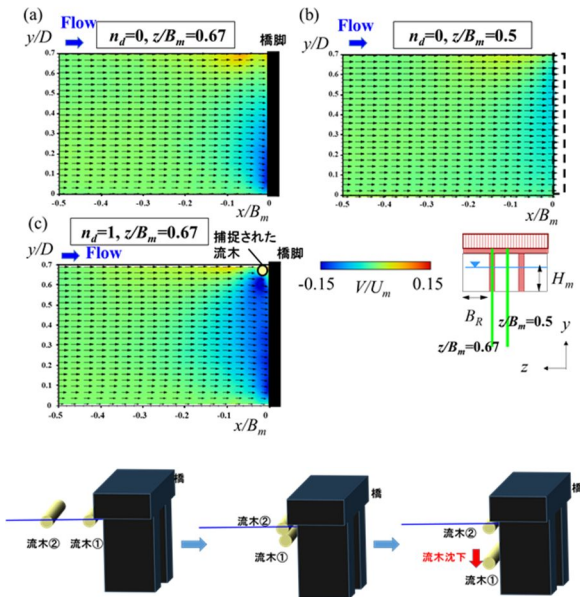 (a)
y/D Flow n_d=0, z/B_m=0.67 橋脚
0.7
0.6
0.5
0.4
0.3
0.2
0.1
0
-0.5 -0.4 -0.3 -0.2 -0.1 0
x/B_m
(b)
y/D Flow n_d=0, z/B_m=0.5
0.7
0.6
0.5
0.4
0.3
0.2
0.1
0
-0.5 -0.4 -0.3 -0.2 -0.1 0
x/B_m
(c)
y/D Flow n_d=1, z/B_m=0.67 捕捉された
流木
橋脚
0.7
0.6
0.5
0.4
0.3
0.2
0.1
0
-0.5 -0.4 -0.3 -0.2 -0.1 0
x/B_m
-0.15 V/U_m 0.15
H_m
B_R
z/B_m=0.5
z/B_m=0.67
y
z
橋
流木② 流木①
橋
流木②
流木①
橋
流木②
流木沈下
流木①